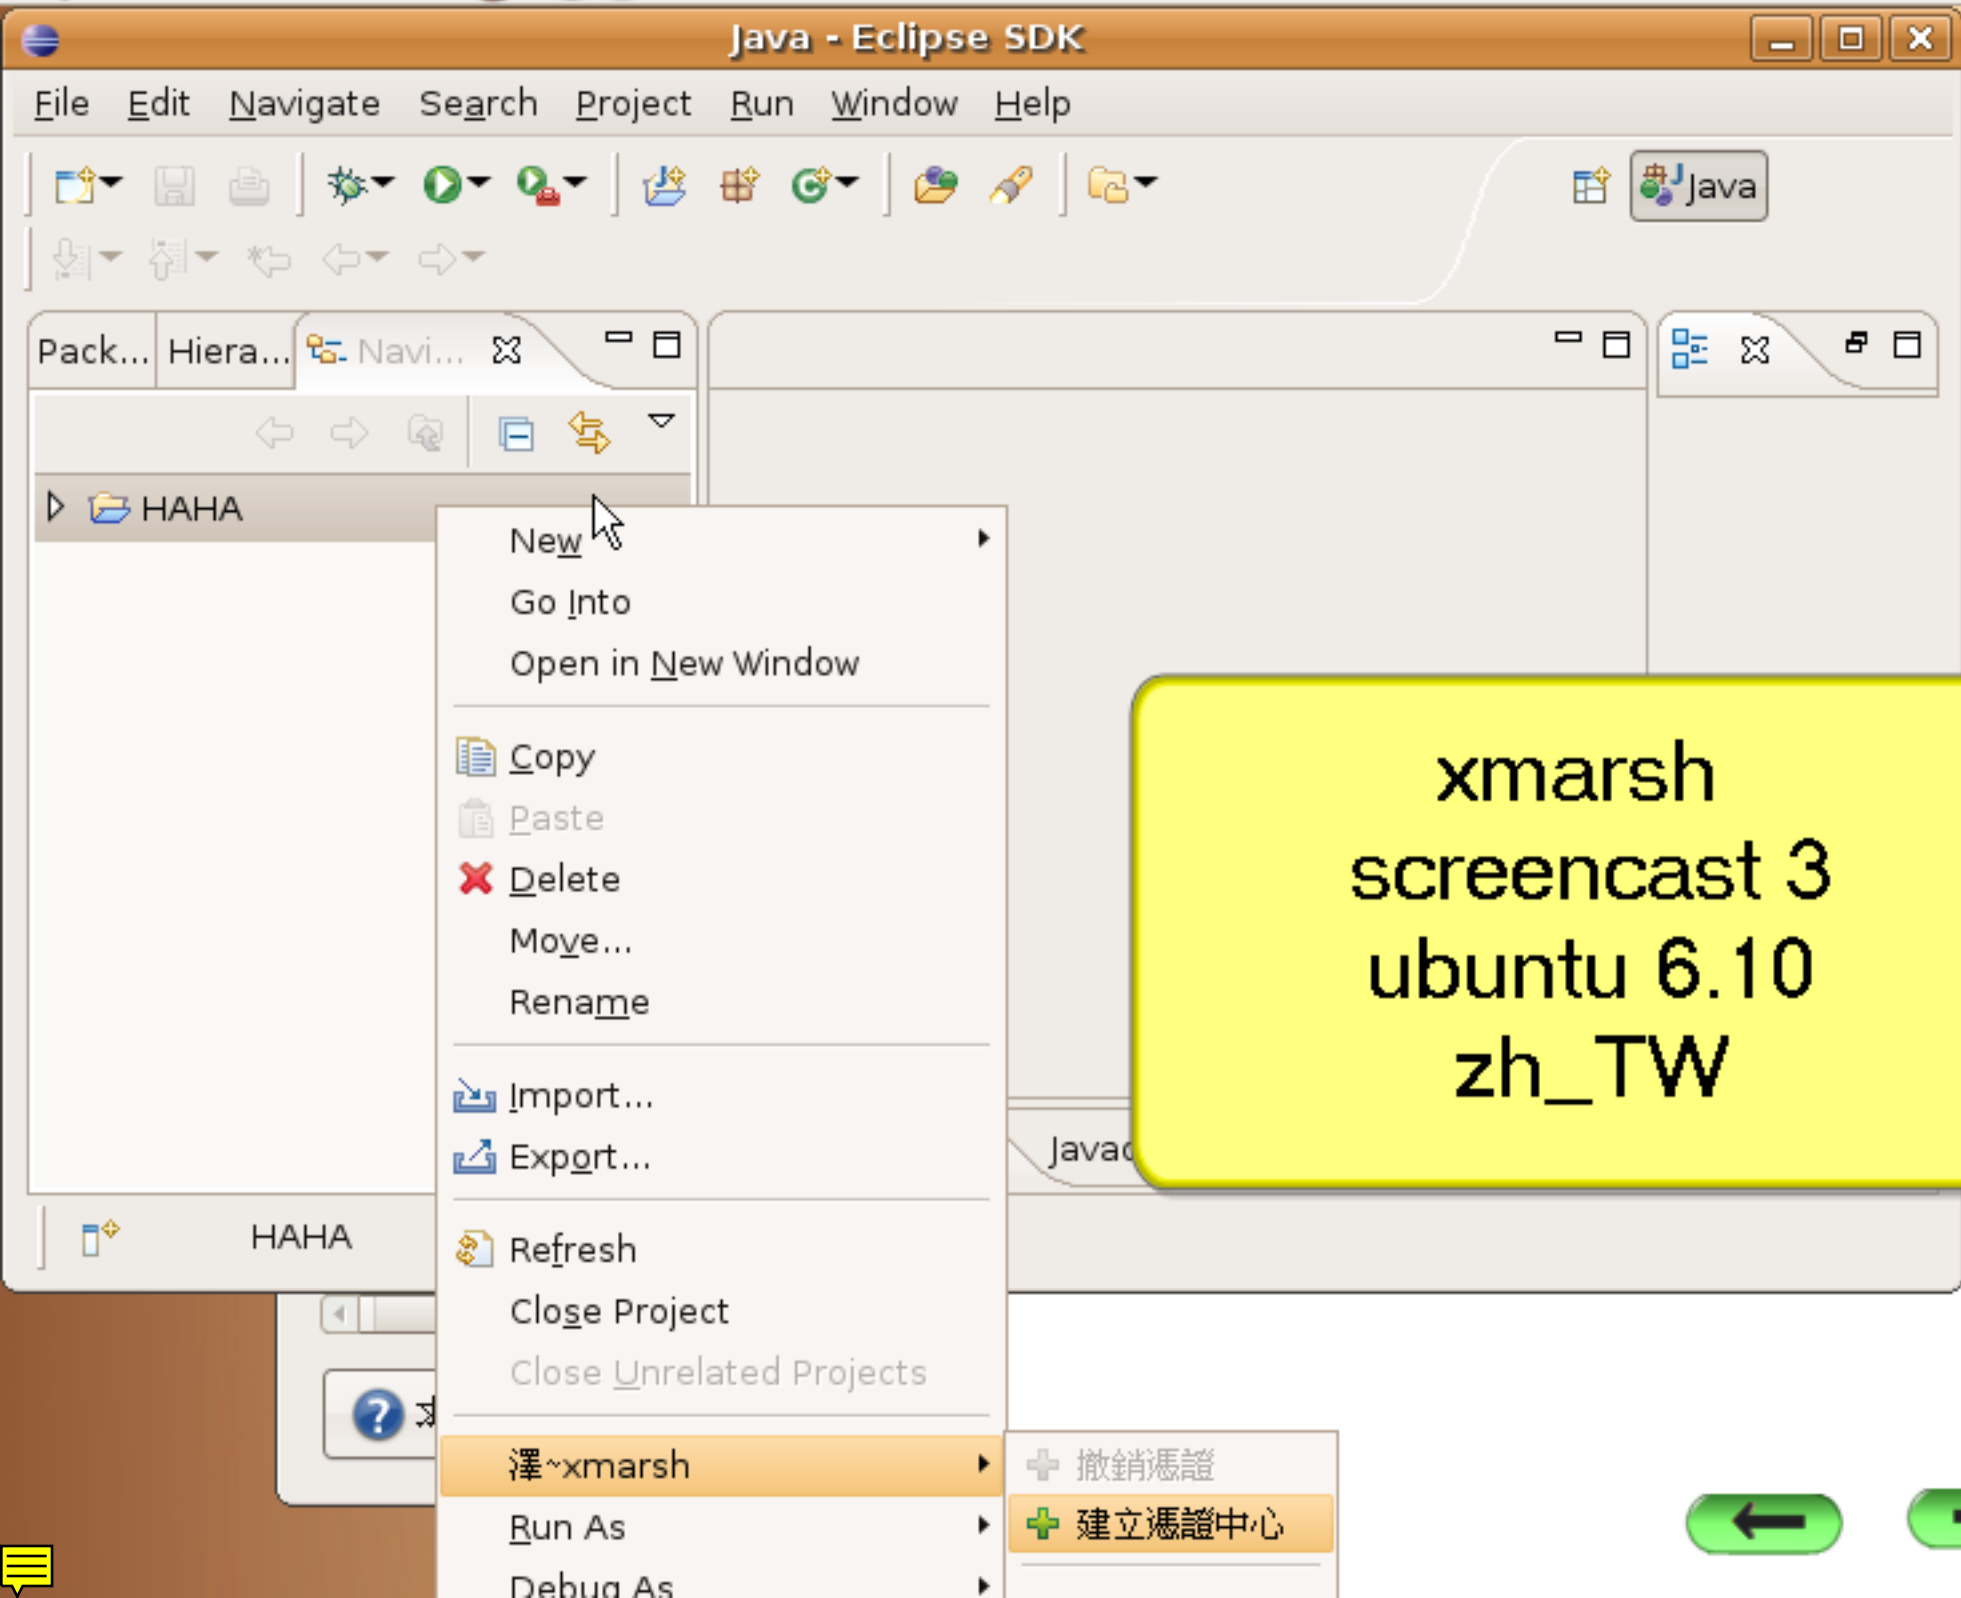 Java - Eclipse SDK
File Edit Navigate Search Project Run Window Help
Java
Pack... Hiera... Navi...
HAHA
New
Go Into
Open in New Window
Copy
Paste
Delete
Move...
Rename
Import...
Export...
Refresh
Close Project
Close Unrelated Projects
澤~xmarsh
Run As
Debug As
撤銷憑證
建立憑證中心
xmarsh
screencast 3
ubuntu 6.10
zh_TW
HAHA